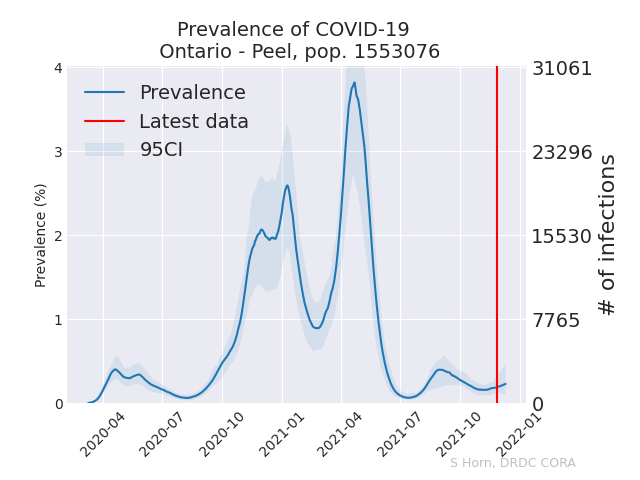 Prevalence of COVID-19
Ontario - Peel, pop. 1553076
4
3
2
1
0
Prevalence (%)
Prevalence
Latest data
95CI
31061
23296
15530
7765
0
# of infections
2020-04
2020-07
2020-10
2021-01
2021-04
2021-07
2021-10
2022-01
S Horn, DRDC CORA